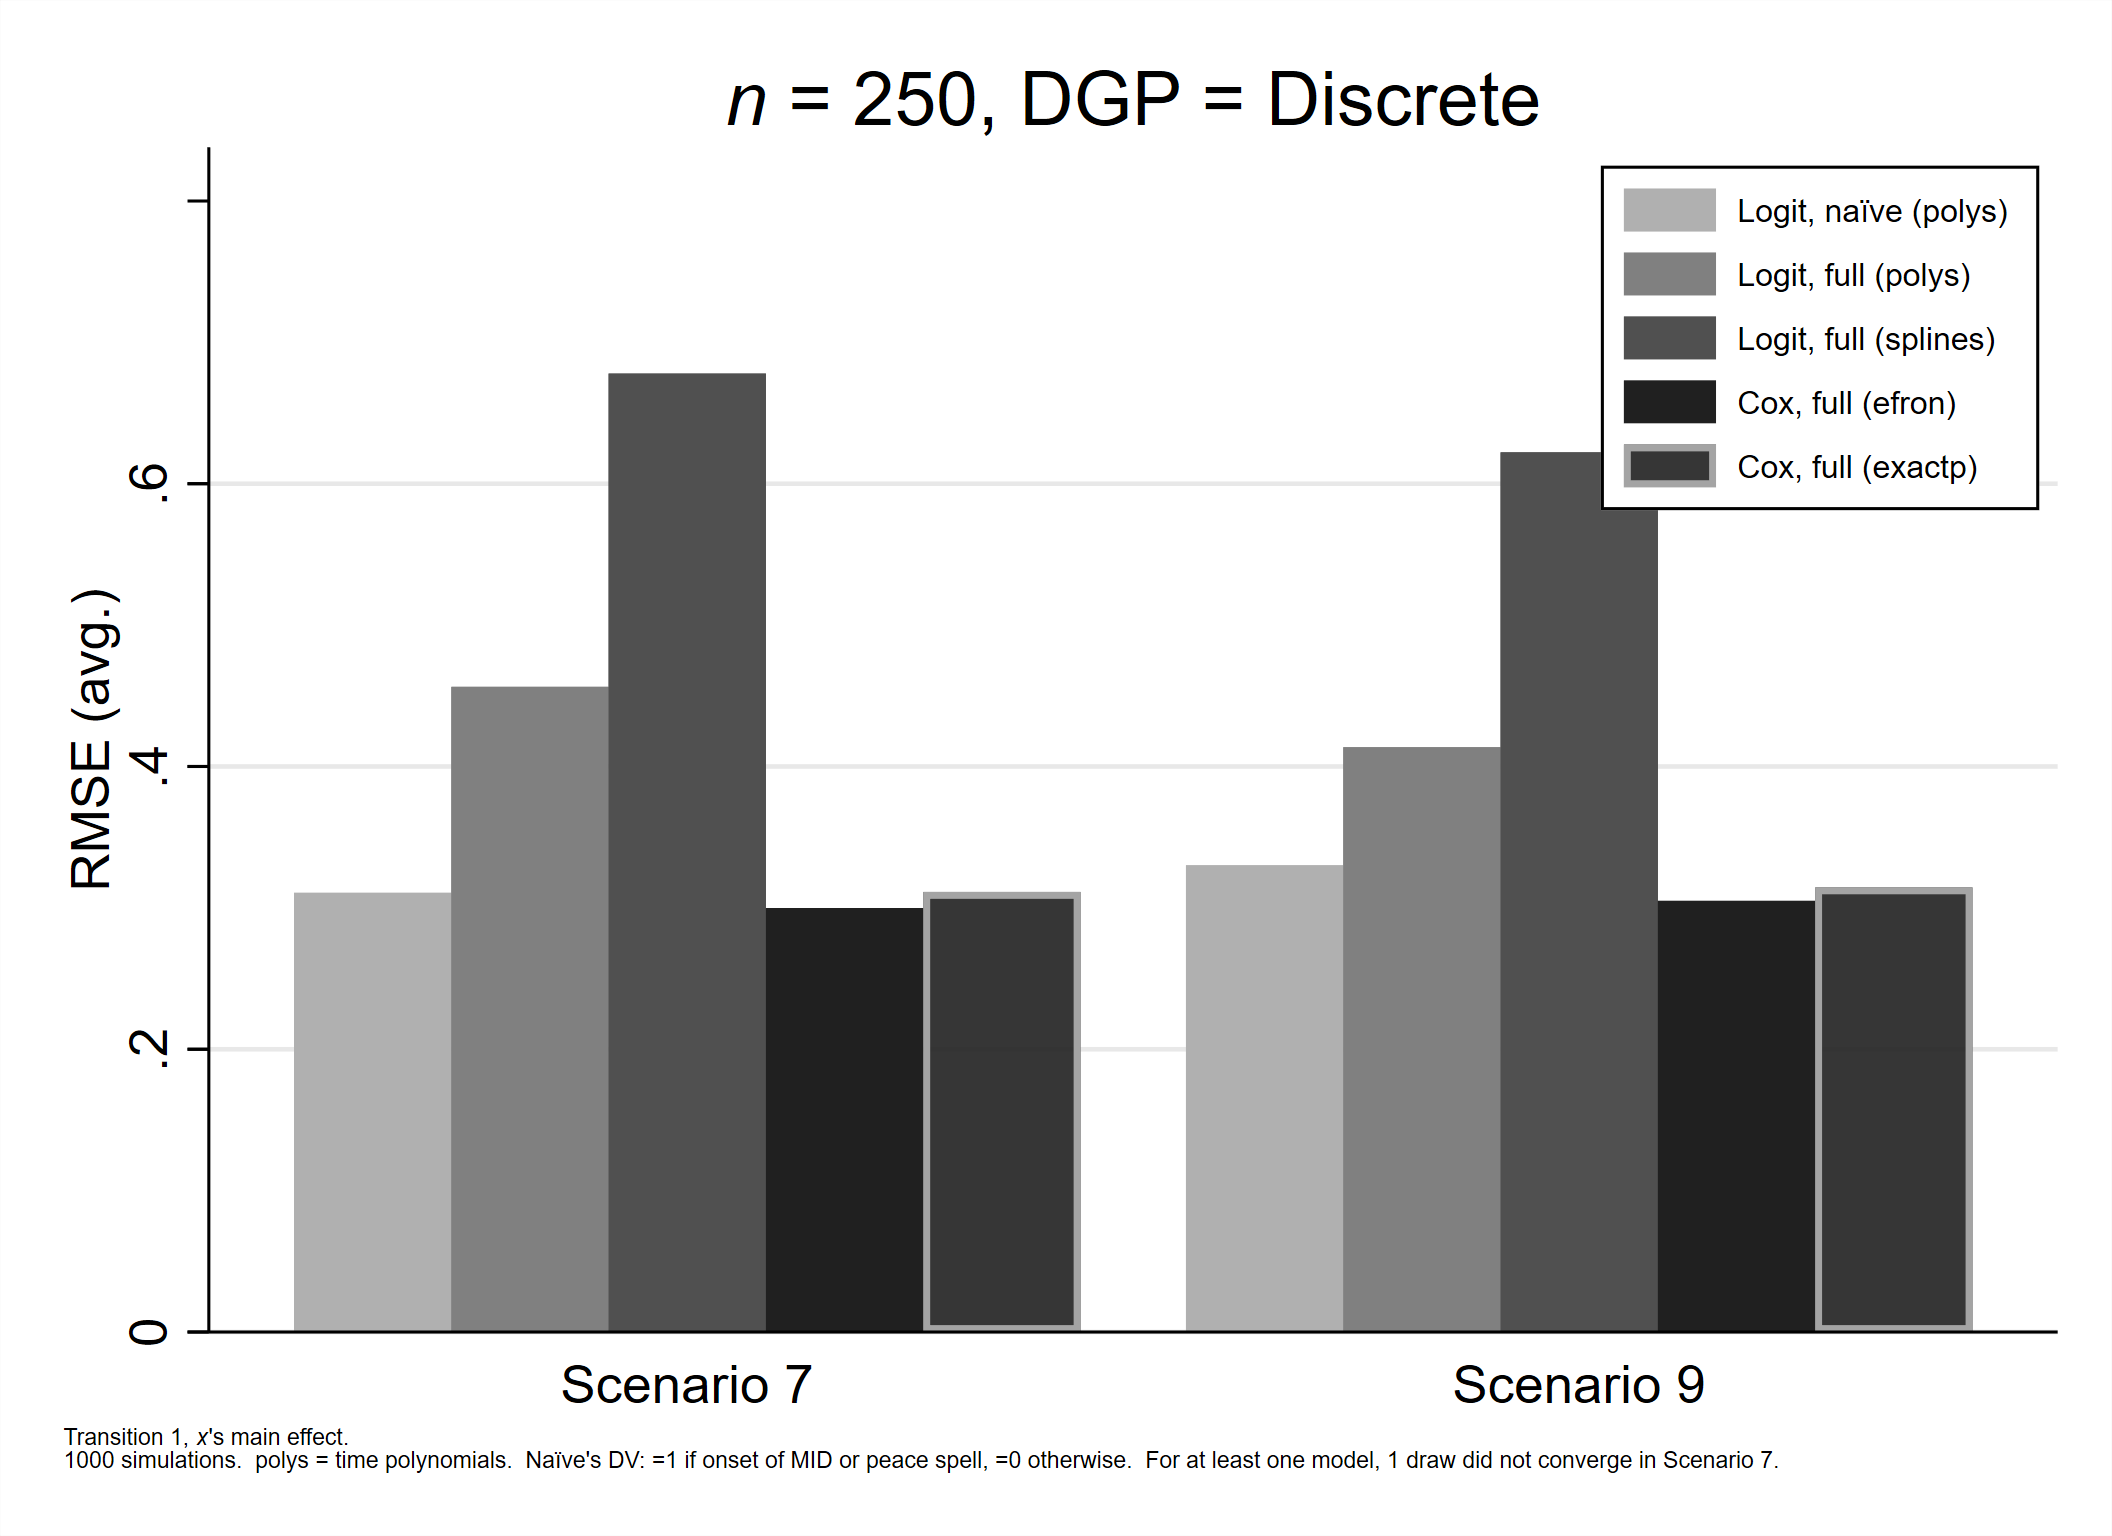 n = 250, DGP = Discrete
Logit, naïve (polys)
Logit, full (polys)
Logit, full (splines)
Cox, full (efron)
Cox, full (exactp)
RMSE (avg.)
.6
.4
.2
0
Scenario 7
Scenario 9
Transition 1, x's main effect.
1000 simulations.  polys = time polynomials.  Naïve's DV: =1 if onset of MID or peace spell, =0 otherwise.  For at least one model, 1 draw did not converge in Scenario 7.